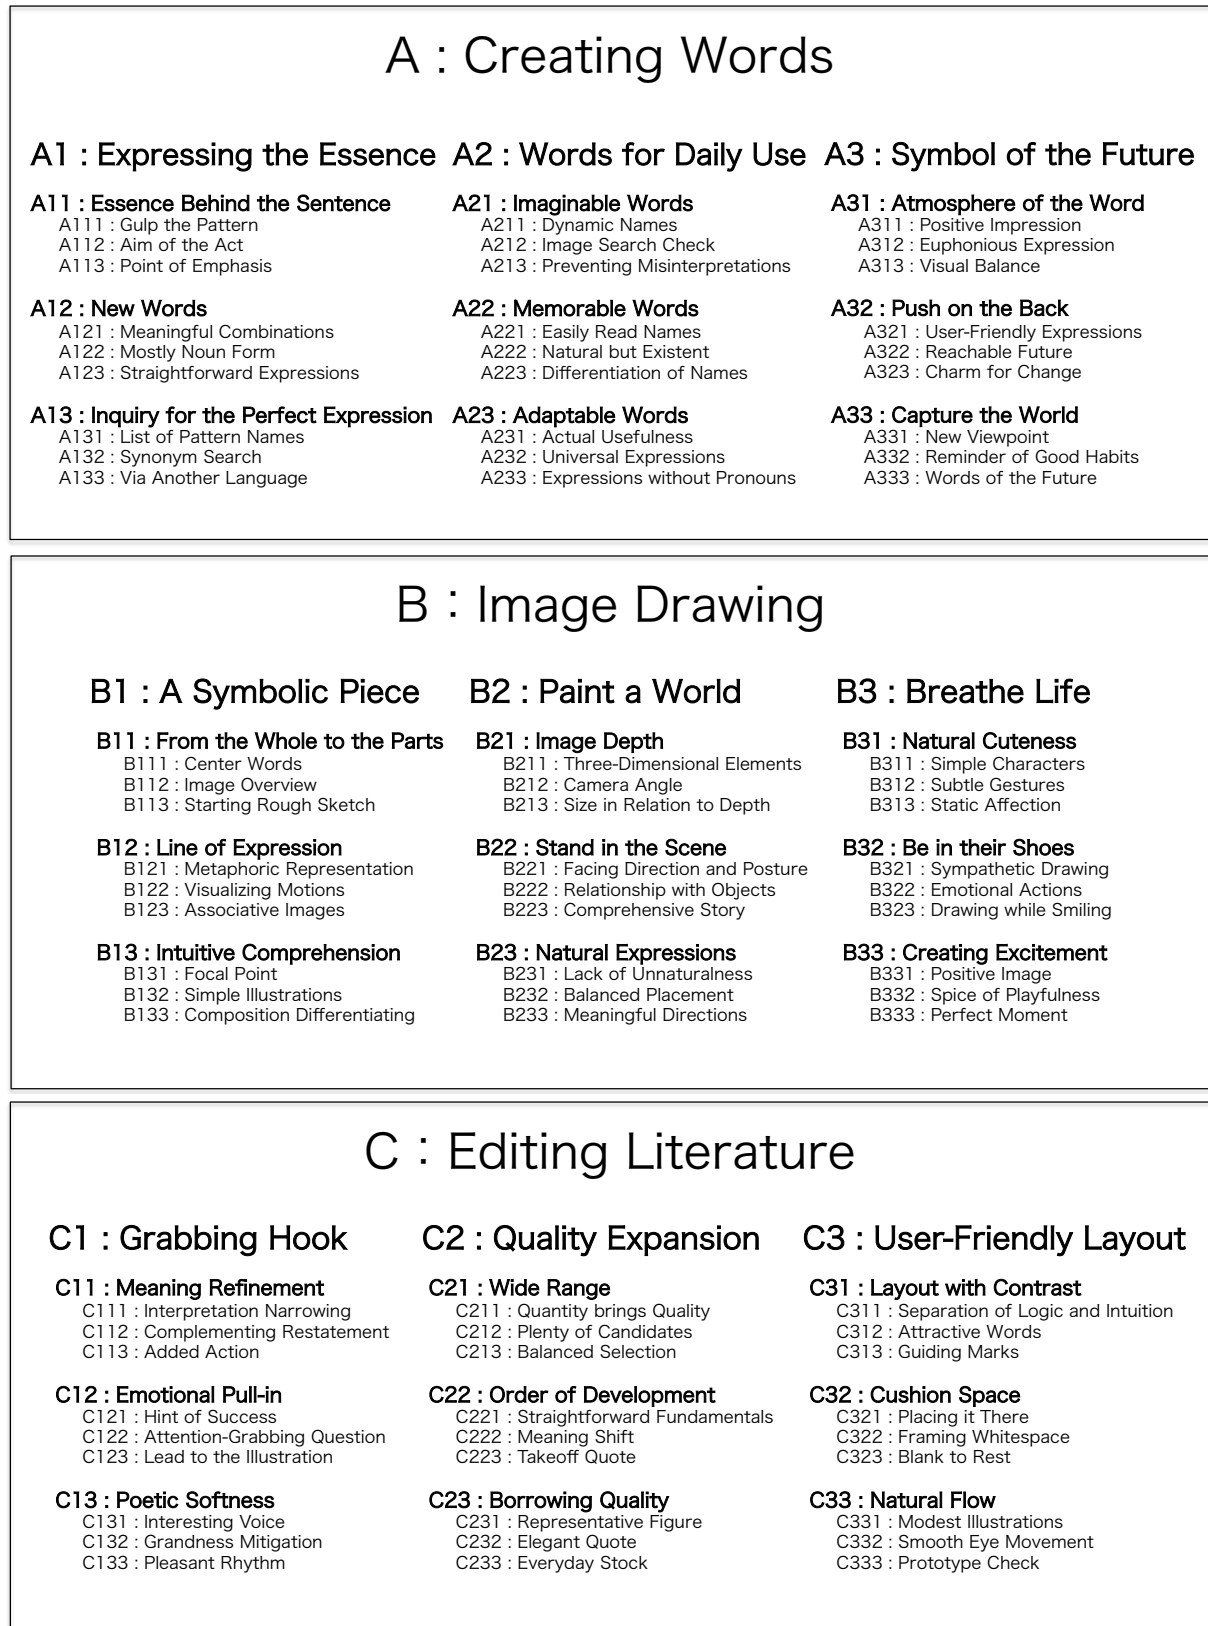 A : Creating Words
A1 : Expressing the Essence
A11 : Essence Behind the Sentence
A111 : Gulp the Pattern
A112 : Aim of the Act
A113 : Point of Emphasis
A12 : New Words
A121 : Meaningful Combinations
A122 : Mostly Noun Form
A123 : Straightforward Expressions
A13 : Inquiry for the Perfect Expression
A131 : List of Pattern Names
A132 : Synonym Search
A133 : Via Another Language
A2 : Words for Daily Use
A21 : Imaginable Words
A211 : Dynamic Names
A212 : Image Search Check
A213 : Preventing Misinterpretations
A22 : Memorable Words
A221 : Easily Read Names
A222 : Natural but Existent
A223 : Differentiation of Names
A23 : Adaptable Words
A231 : Actual Usefulness
A232 : Universal Expressions
A233 : Expressions without Pronouns
A3 : Symbol of the Future
A31 : Atmosphere of the Word
A311 : Positive Impression
A312 : Euphonious Expression
A313 : Visual Balance
A32 : Push on the Back
A321 : User-Friendly Expressions
A322 : Reachable Future
A323 : Charm for Change
A33 : Capture the World
A331 : New Viewpoint
A332 : Reminder of Good Habits
A333 : Words of the Future
B : Image Drawing
B1 : A Symbolic Piece
B11 : From the Whole to the Parts
B111 : Center Words
B112 : Image Overview
B113 : Starting Rough Sketch
B12 : Line of Expression
B121 : Metaphoric Representation
B122 : Visualizing Motions
B123 : Associative Images
B13 : Intuitive Comprehension
B131 : Focal Point
B132 : Simple Illustrations
B133 : Composition Differentiating
B2 : Paint a World
B21 : Image Depth
B211 : Three-Dimensional Elements
B212 : Camera Angle
B213 : Size in Relation to Depth
B22 : Stand in the Scene
B221 : Facing Direction and Posture
B222 : Relationship with Objects
B223 : Comprehensive Story
B23 : Natural Expressions
B231 : Lack of Unnaturalness
B232 : Balanced Placement
B233 : Meaningful Directions
B3 : Breathe Life
B31 : Natural Cuteness
B311 : Simple Characters
B312 : Subtle Gestures
B313 : Static Affection
B32 : Be in their Shoes
B321 : Sympathetic Drawing
B322 : Emotional Actions
B323 : Drawing while Smiling
B33 : Creating Excitement
B331 : Positive Image
B332 : Spice of Playfulness
B333 : Perfect Moment
C : Editing Literature
C1 : Grabbing Hook
C11 : Meaning Refinement
C111 : Interpretation Narrowing
C112 : Complementing Restatement
C113 : Added Action
C12 : Emotional Pull-in
C121 : Hint of Success
C122 : Attention-Grabbing Question
C123 : Lead to the Illustration
C13 : Poetic Softness
C131 : Interesting Voice
C132 : Grandness Mitigation
C133 : Pleasant Rhythm
C2 : Quality Expansion
C21 : Wide Range
C211 : Quantity brings Quality
C212 : Plenty of Candidates
C213 : Balanced Selection
C22 : Order of Development
C221 : Straightforward Fundamentals
C222 : Meaning Shift
C223 : Takeoff Quote
C23 : Borrowing Quality
C231 : Representative Figure
C232 : Elegant Quote
C233 : Everyday Stock
C3 : User-Friendly Layout
C31 : Layout with Contrast
C311 : Separation of Logic and Intuition
C312 : Attractive Words
C313 : Guiding Marks
C32 : Cushion Space
C321 : Placing it There
C322 : Framing Whitespace
C323 : Blank to Rest
C33 : Natural Flow
C331 : Modest Illustrations
C332 : Smooth Eye Movement
C333 : Prototype Check